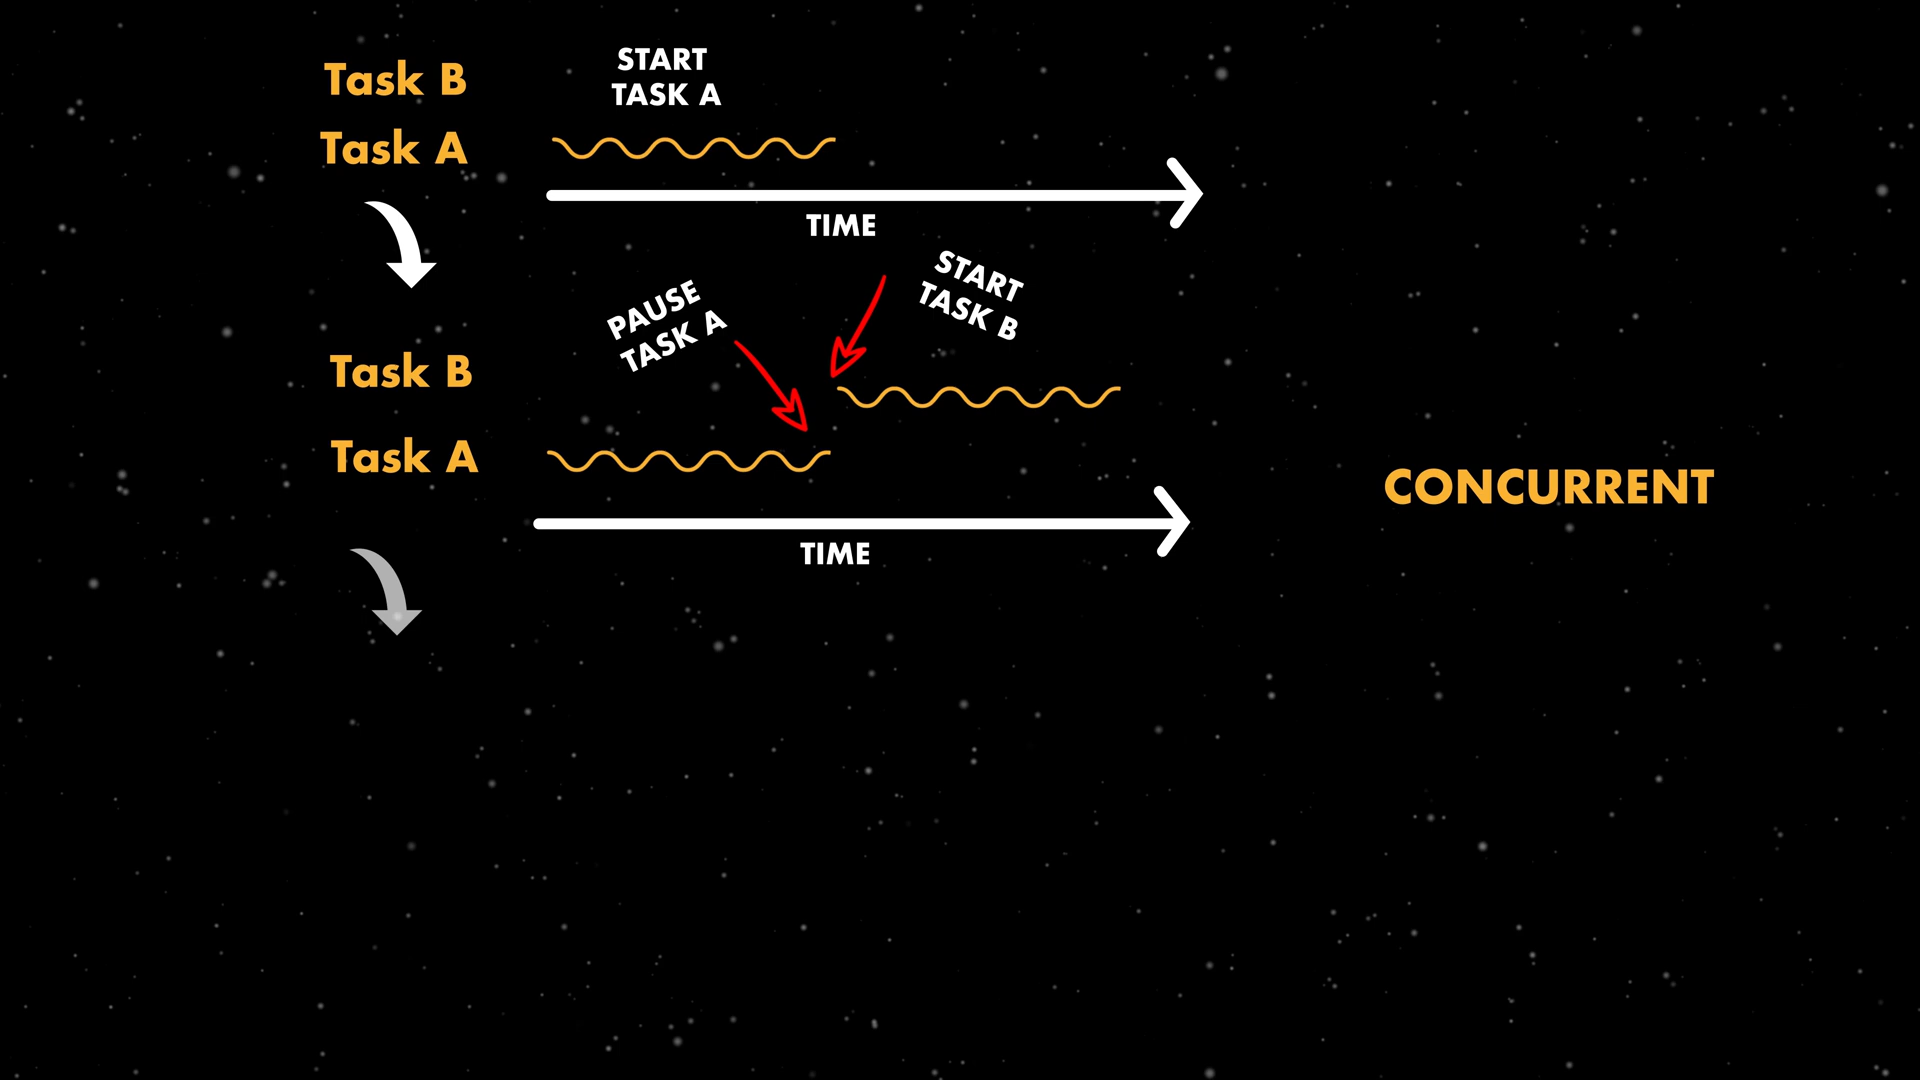 Task B
START
TASK A
Task A
TIME
PAUSE
TASK A
START
TASK B
Task B
Task A
CONCURRENT
TIME